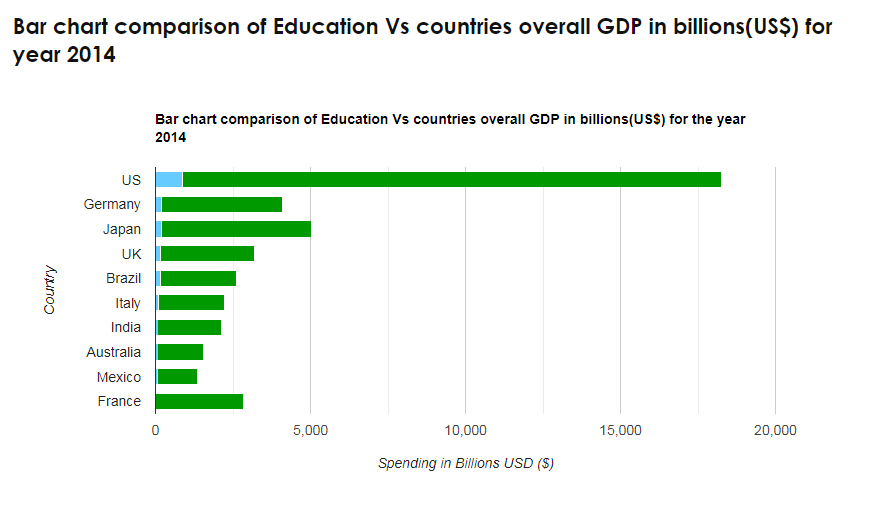 Bar chart comparison of Education Vs countries overall GDP in billions(US$) for
year 2014
Bar chart comparison of Education Vs countries overall GDP in billions(US$) for the year
2014
US
Germany
Japan
UK
Brazil
Italy
India
Australia
Mexico
France
Country
0 5,000 10,000 15,000 20,000
Spending in Billions USD ($)